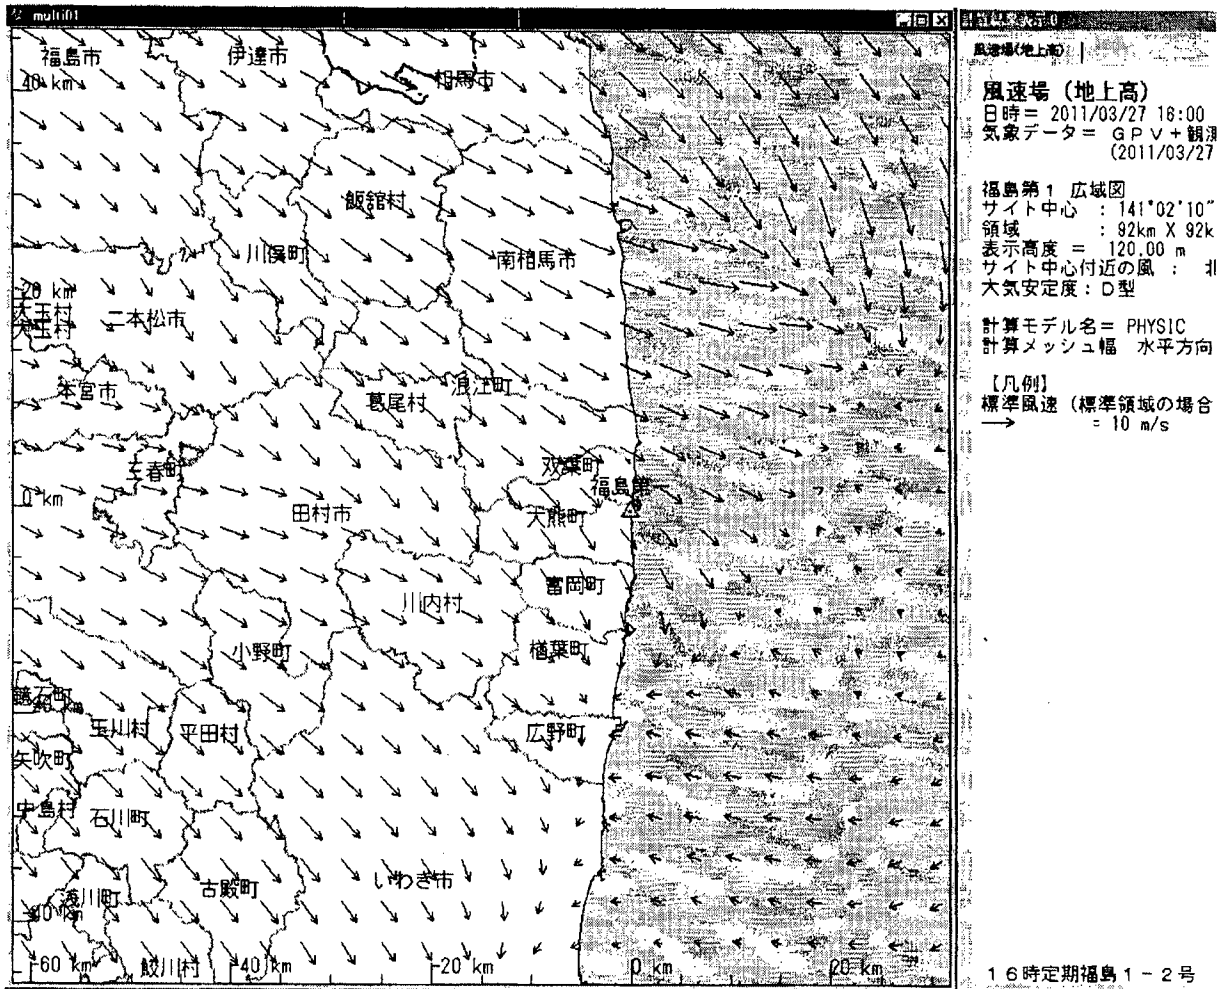 multi01
福島市
伊達市
相馬市
40 km
飯舘村
川俣町
南相馬市
20 km
大玉村
大玉村
二本松市
本宮市
葛尾村
浪江町
三春町
双葉町
福島第一
0 km
田村市
大熊町
富岡町
川内村
小野町
楢葉町
鏡石町
玉川村
平田村
広野町
矢吹町
中島村
石川町
浅川町
古殿町
いわき市
鮫川村
-60 km
-40 km
-20 km
0 km
20 km
風速場(地上高)
風速場(地上高)
日時= 2011/03/27 16:00
気象データ= GPV+観測
(2011/03/27
福島第1 広域図
サイト中心 : 141°02'10"
領域 : 92km X 92k
表示高度 = 120.00 m
サイト中心付近の風 : 北
大気安定度:D型
計算モデル名= PHYSIC
計算メッシュ幅 水平方向
【凡例】
標準風速(標準領域の場合
→ = 10 m/s
16時定期福島1-2号